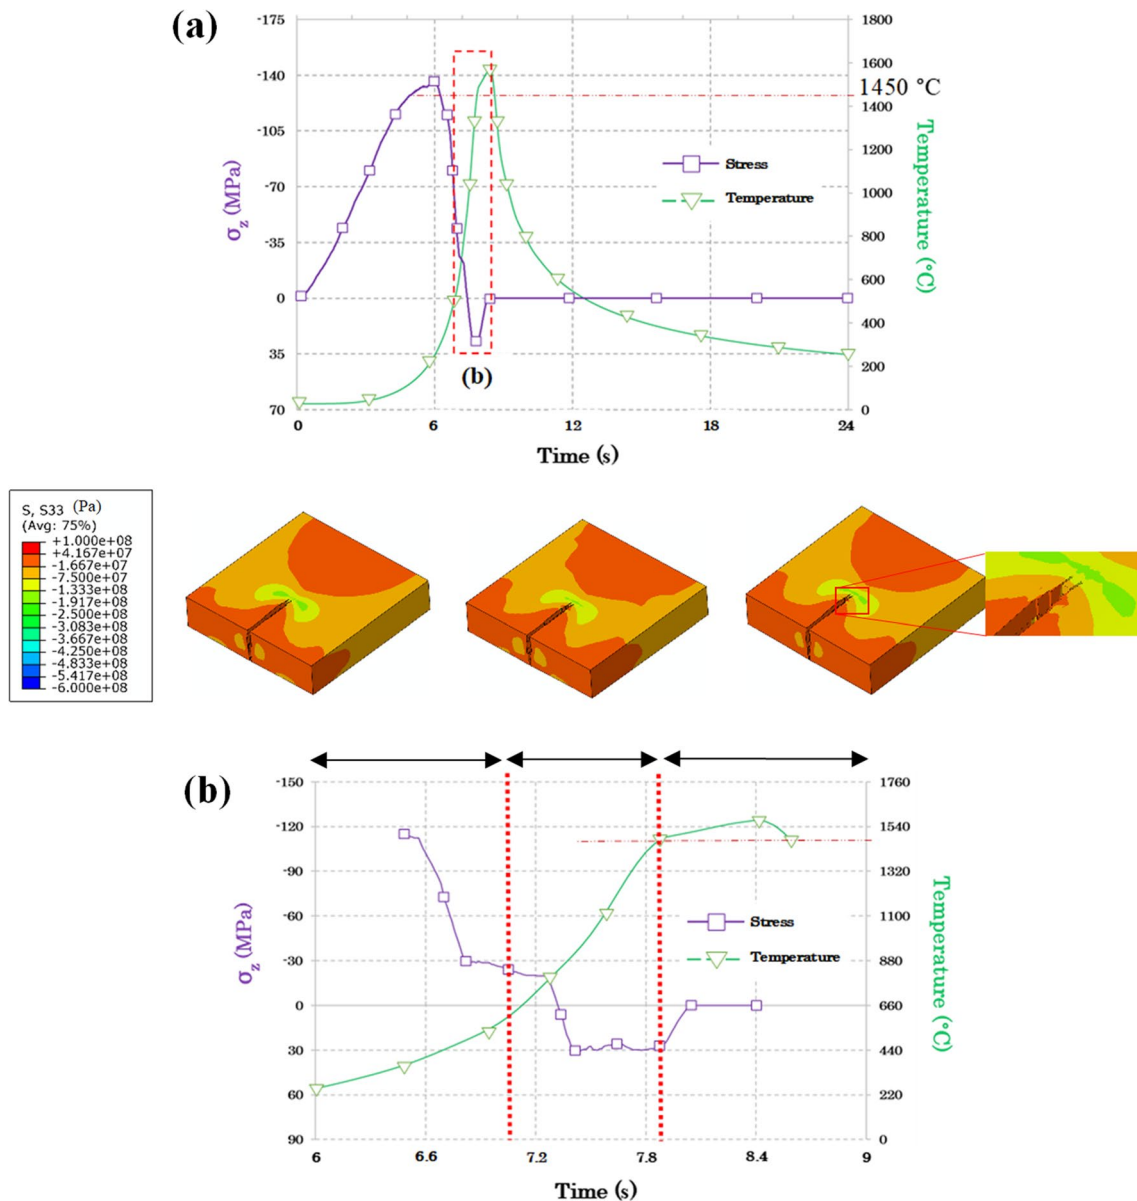 (a)
-175
-140
-105
-70
-35
0
35
70
σz (MPa)
1800
1600
1400
1200
1000
800
600
400
200
0
Temperature (°C)
1450 °C
Stress
Temperature
(b)
0
6
12
18
24
Time (s)
S, S33 (Pa)
(Avg: 75%)
+1.000e+08
+4.167e+07
-1.667e+07
-7.500e+07
-1.333e+08
-1.917e+08
-2.500e+08
-3.083e+08
-3.667e+08
-4.250e+08
-4.833e+08
-5.417e+08
-6.000e+08
(b)
-150
-120
-90
-60
-30
0
30
60
90
σz (MPa)
1760
1540
1320
1100
880
660
440
220
0
Temperature (°C)
Stress
Temperature
6
6.6
7.2
7.8
8.4
9
Time (s)